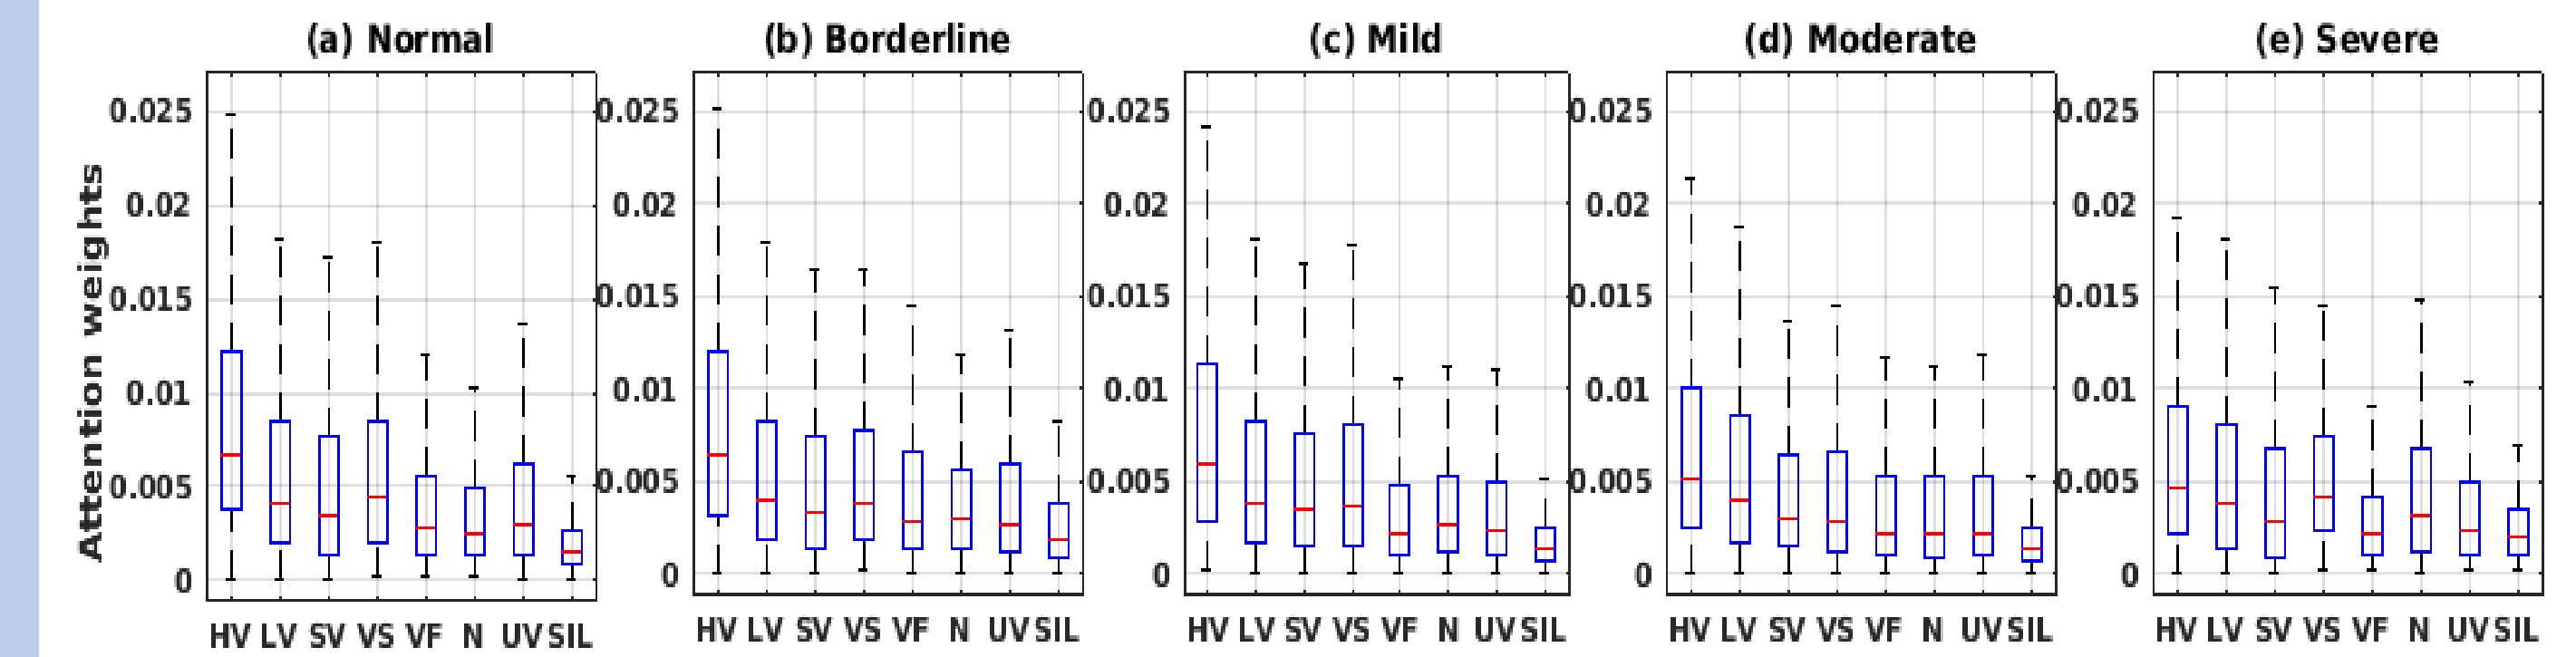 (a) Normal (b) Borderline (c) Mild (d) Moderate (e) Severe
Attention weights
0.025 0.025 0.025 0.025 0.025
0.02 0.02 0.02 0.02 0.02
0.015 0.015 0.015 0.015 0.015
0.01 0.01 0.01 0.01 0.01
0.005 0.005 0.005 0.005 0.005
0 0 0 0 0
HV LV SV VS VF N UV SIL HV LV SV VS VF N UV SIL HV LV SV VS VF N UV SIL HV LV SV VS VF N UV SIL HV LV SV VS VF N UV SIL